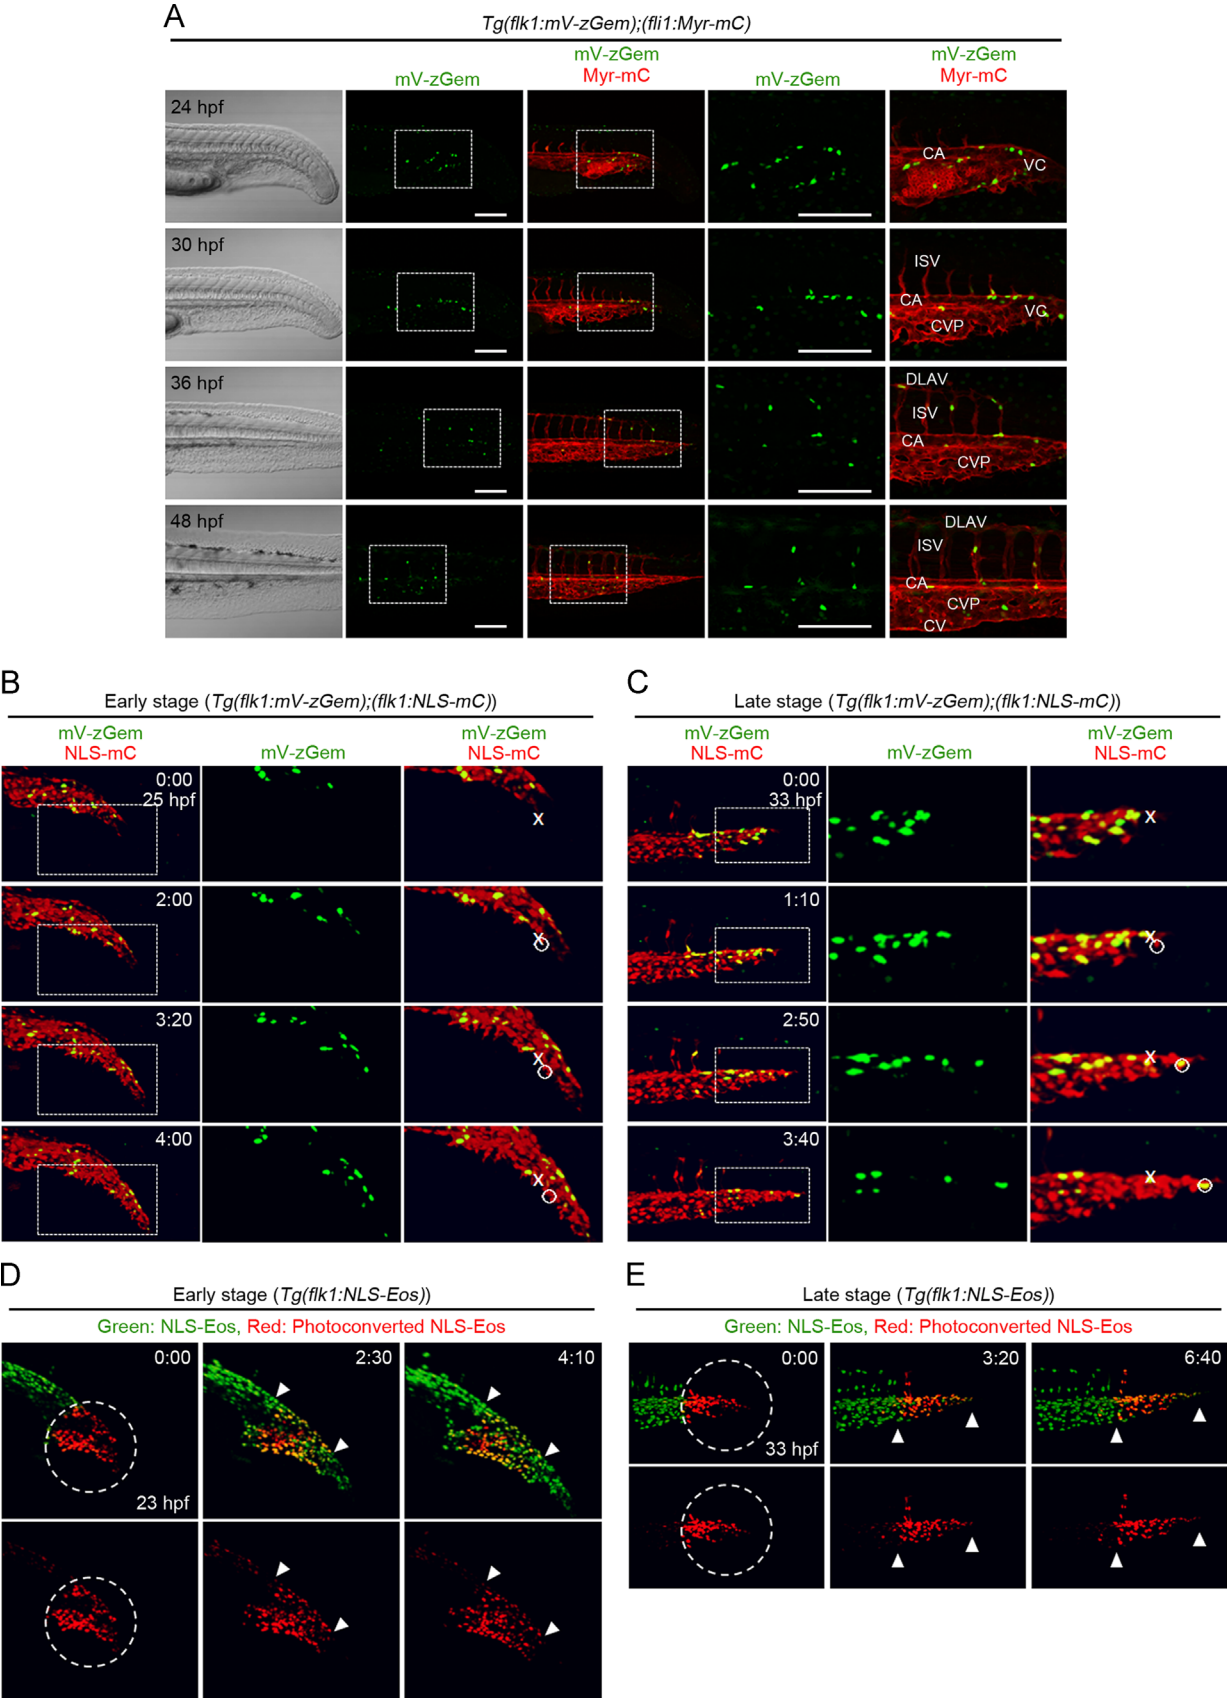 A
Tg(flk1:mV-zGem);(fli1:Myr-mC)
mV-zGem
mV-zGem
Myr-mC
mV-zGem
mV-zGem
Myr-mC
24 hpf
CA
VC
30 hpf
ISV
CA
VC
CVP
36 hpf
DLAV
ISV
CA
CVP
48 hpf
DLAV
ISV
CA
CVP
CV
B
Early stage (Tg(flk1:mV-zGem);(flk1:NLS-mC))
mV-zGem
NLS-mC
mV-zGem
mV-zGem
NLS-mC
0:00
25 hpf
X
2:00
X
3:20
X
4:00
X
C
Late stage (Tg(flk1:mV-zGem);(flk1:NLS-mC))
mV-zGem
NLS-mC
mV-zGem
mV-zGem
NLS-mC
0:00
33 hpf
X
1:10
X
2:50
X
3:40
X
D
Early stage (Tg(flk1:NLS-Eos))
Green: NLS-Eos, Red: Photoconverted NLS-Eos
0:00
23 hpf
2:30
4:10
E
Late stage (Tg(flk1:NLS-Eos))
Green: NLS-Eos, Red: Photoconverted NLS-Eos
0:00
33 hpf
3:20
6:40